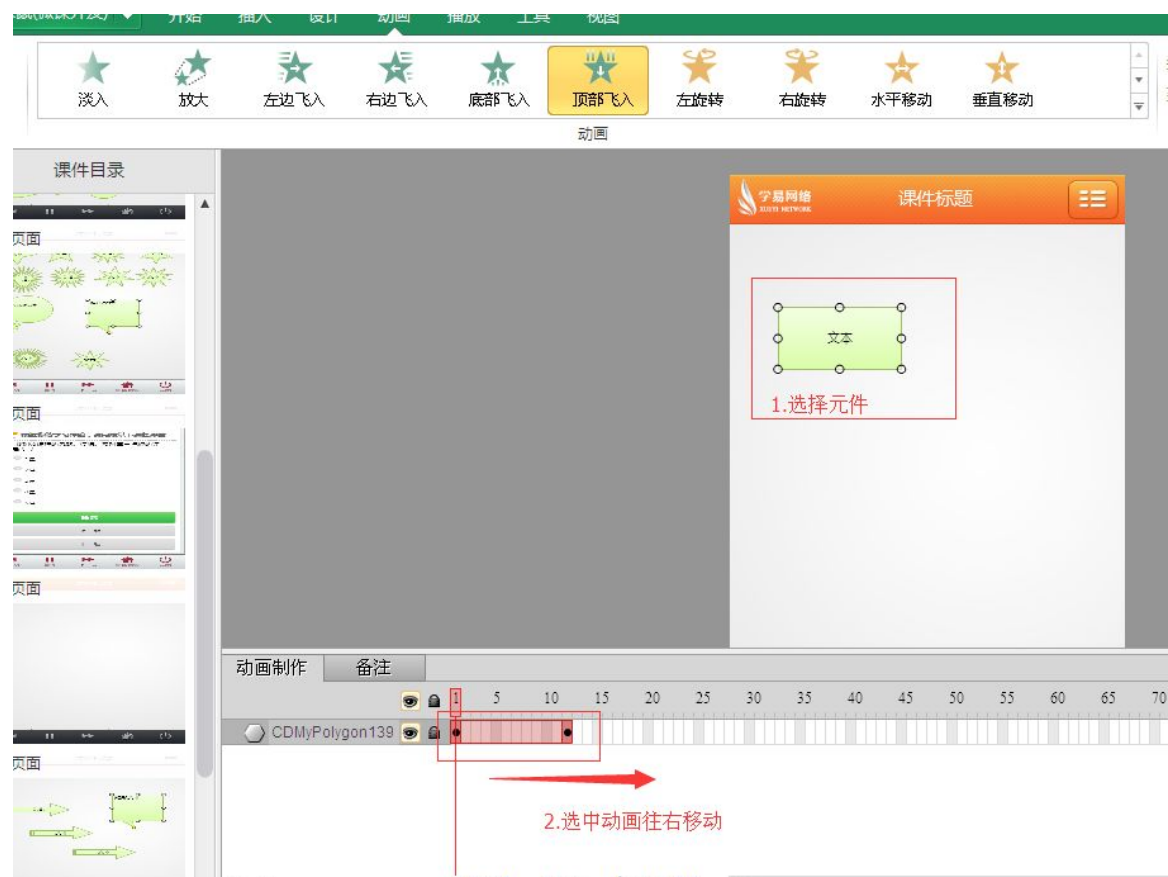 开始 插入 设计 动画 播放 工具 视图
淡入 放大 左边飞入 右边飞入 底部飞入 顶部飞入 左旋转 右旋转 水平移动 垂直移动
动画
课件目录
学易网络
XUEYI NETWORK
课件标题
页面
文本
1.选择元件
页面
页面
动画制作 备注
1 5 10 15 20 25 30 35 40 45 50 55 60 65 70
CDMyPolygon139
页面
2.选中动画往右移动